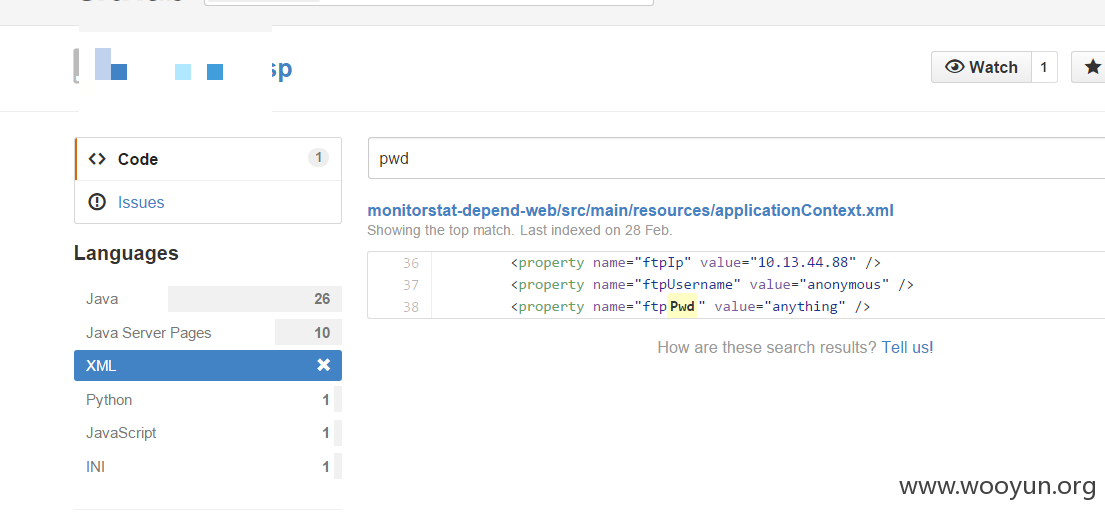 sp
Watch 1
Code 1
pwd
Issues
monitorstat-depend-web/src/main/resources/applicationContext.xml
Showing the top match. Last indexed on 28 Feb.
Languages
36 <property name="ftpIp" value="10.13.44.88" />
37 <property name="ftpUsername" value="anonymous" />
38 <property name="ftpPwd" value="anything" />
Java 26
Java Server Pages 10
How are these search results? Tell us!
XML
Python 1
JavaScript 1
INI 1
www.wooyun.org